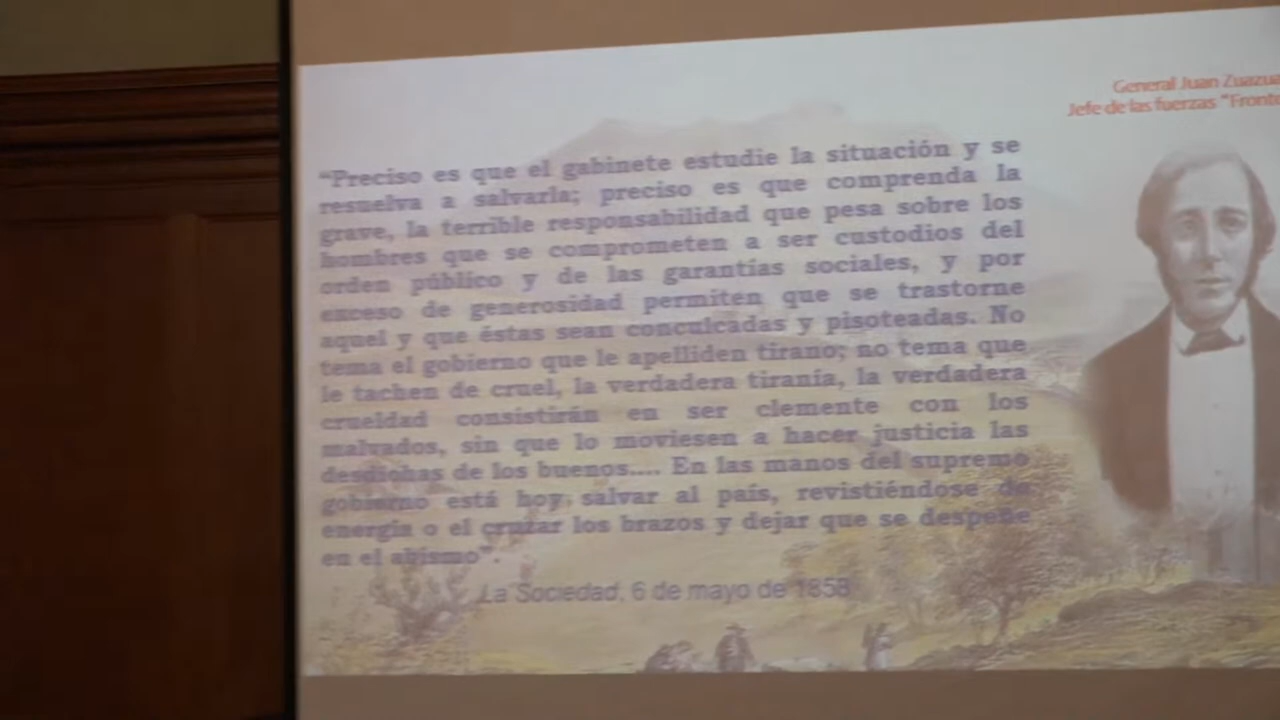 General Juan Zuazua
Jefe de las fuerzas "Fronte
"Preciso es que el gabinete estudie la situación y se
resuelva a salvarla; preciso es que comprenda la
grave, la terrible responsabilidad que pesa sobre los
hombres que se comprometen a ser custodios del
orden público y de las garantías sociales, y por
exceso de generosidad permiten que se trastorne
aquel y que éstas sean conculcadas y pisoteadas. No
tema el gobierno que le apelliden tirano; no tema que
le tachen de cruel, la verdadera tiranía, la verdadera
crueldad consistirán en ser clemente con los
malvados, sin que lo moviesen a hacer justicia las
desdichas de los buenos.... En las manos del supremo
gobierno está hoy, salvar al país, revistiéndose de
energía o el cruzar los brazos y dejar que se despeñe
en el abismo".
La Sociedad, 6 de mayo de 1858